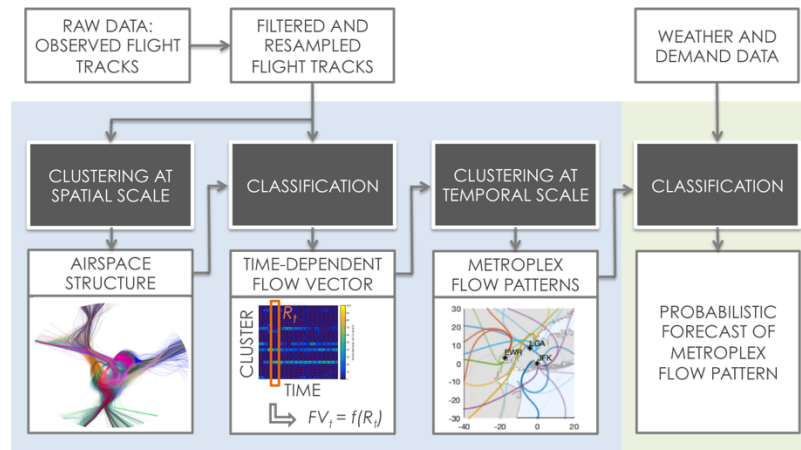 RAW DATA:
OBSERVED FLIGHT
TRACKS
FILTERED AND
RESAMPLED
FLIGHT TRACKS
WEATHER AND
DEMAND DATA
CLUSTERING AT
SPATIAL SCALE
CLASSIFICATION
CLUSTERING AT
TEMPORAL SCALE
CLASSIFICATION
AIRSPACE
STRUCTURE
TIME-DEPENDENT
FLOW VECTOR
CLUSTER
Rₜ
TIME
FVₜ = f(Rₜ)
METROPLEX
FLOW PATTERNS
30
20
10
0
-10
-20
-30
-40
-20
0
20
LGA
EWR
JFK
PROBABILISTIC
FORECAST OF
METROPLEX
FLOW PATTERN